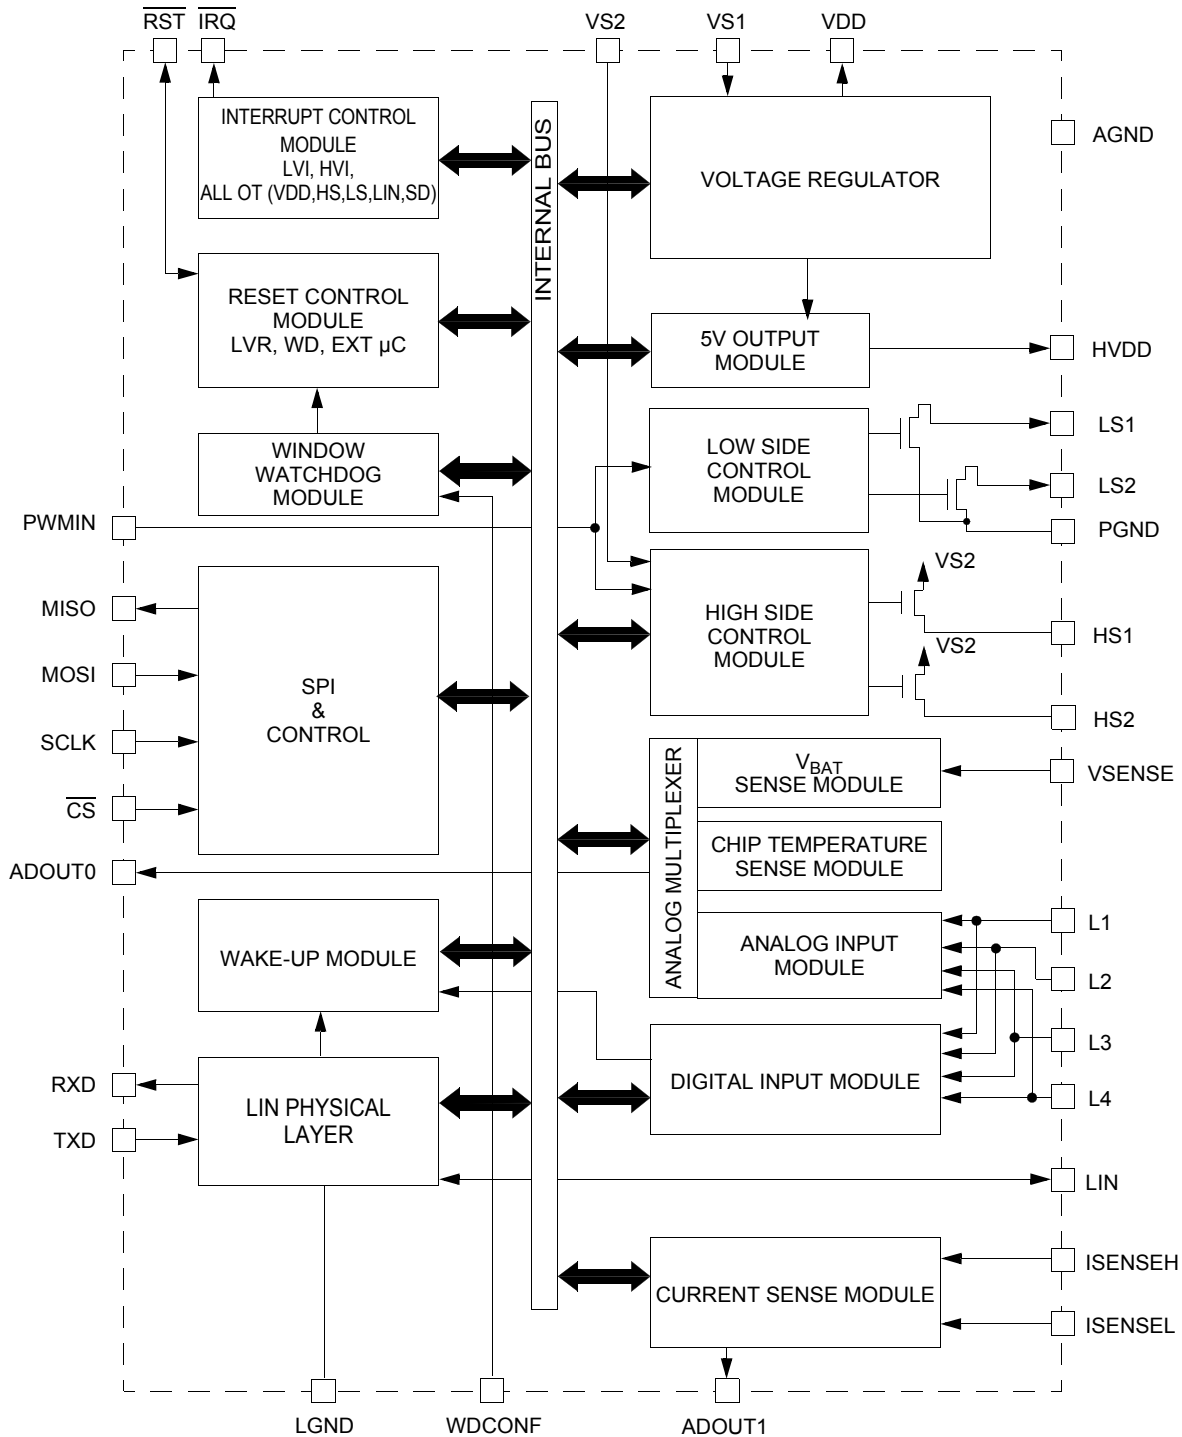 RST
IRQ
VS2
VS1
VDD
INTERRUPT CONTROL
MODULE
LVI, HVI,
ALL OT (VDD,HS,LS,LIN,SD)
INTERNAL BUS
VOLTAGE REGULATOR
AGND
RESET CONTROL
MODULE
LVR, WD, EXT µC
5V OUTPUT
MODULE
HVDD
WINDOW
WATCHDOG
MODULE
LOW SIDE
CONTROL
MODULE
LS1
LS2
PWMIN
PGND
VS2
MISO
HIGH SIDE
CONTROL
MODULE
HS1
VS2
MOSI
SPI
&
CONTROL
HS2
SCLK
ANALOG MULTIPLEXER
VBAT
SENSE MODULE
VSENSE
CS
CHIP TEMPERATURE
SENSE MODULE
ADOUT0
L1
WAKE-UP MODULE
ANALOG INPUT
MODULE
L2
L3
RXD
LIN PHYSICAL
LAYER
DIGITAL INPUT MODULE
L4
TXD
LIN
ISENSEH
CURRENT SENSE MODULE
ISENSEL
LGND
WDCONF
ADOUT1